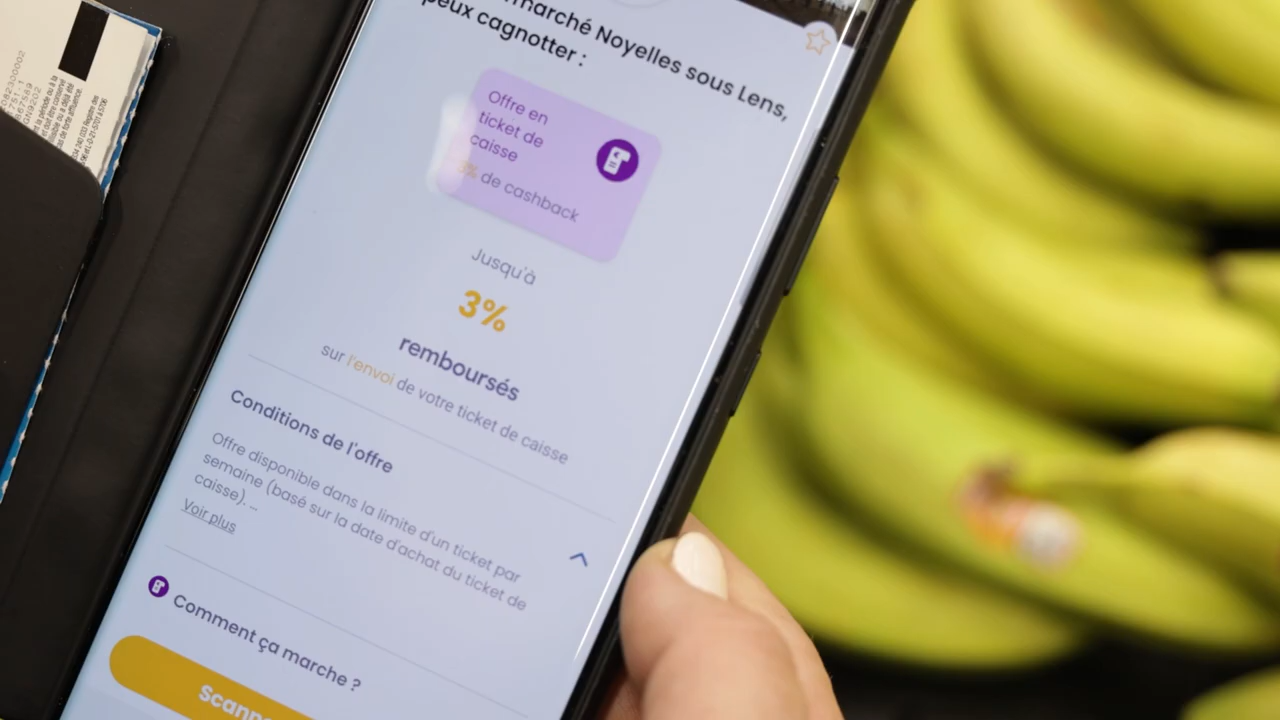 marché Noyelles sous Lens,
peux cagnotter :
Offre en
ticket de
caisse
3% de cashback
Jusqu'à
3%
remboursés
sur l'envoi de votre ticket de caisse
Conditions de l'offre
Offre disponible dans la limite d'un ticket par
semaine (basé sur la date d'achat du ticket de
caisse). ...
Voir plus
Comment ça marche ?
Scann